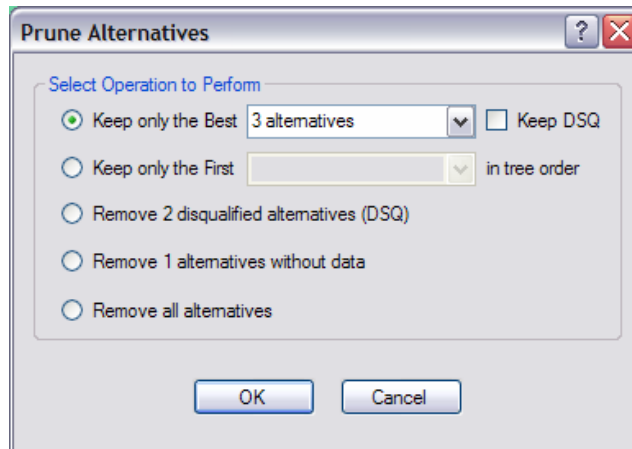 Prune Alternatives ?
Select Operation to Perform
Keep only the Best 3 alternatives Keep DSQ
Keep only the First in tree order
Remove 2 disqualified alternatives (DSQ)
Remove 1 alternatives without data
Remove all alternatives
OK Cancel